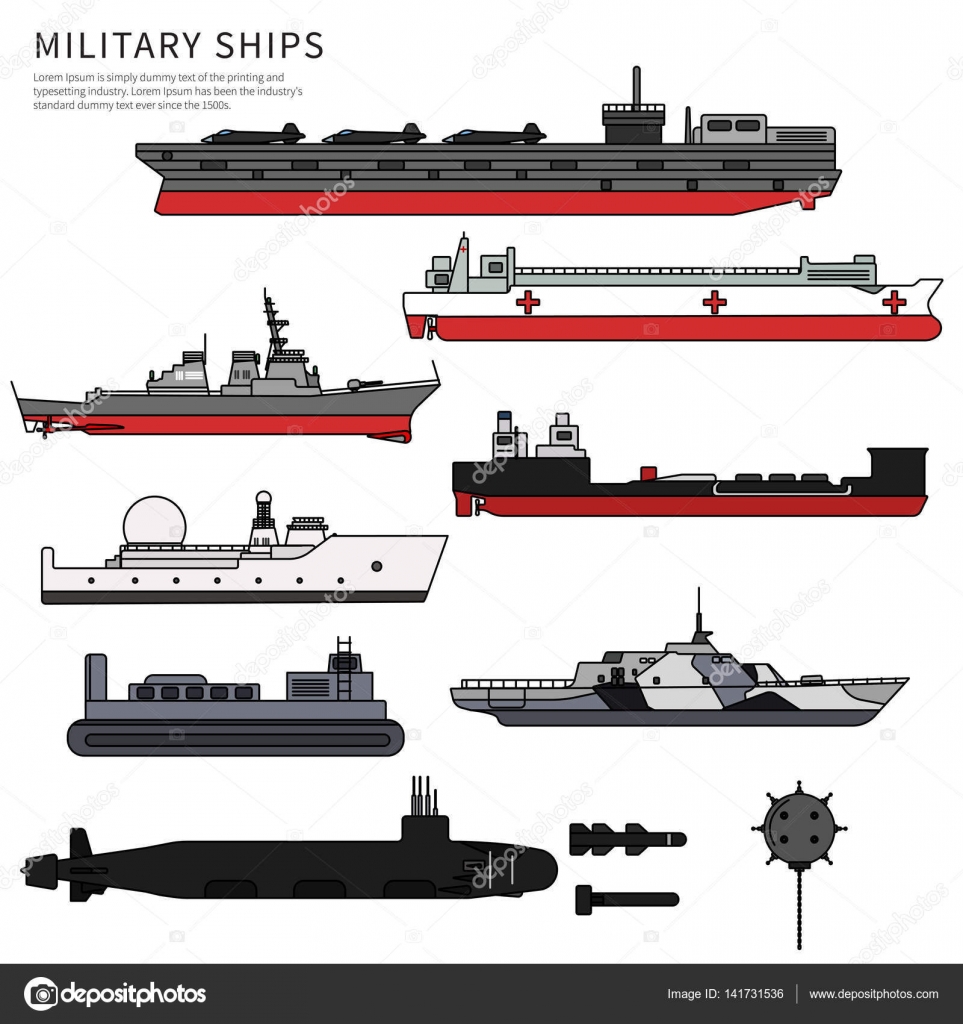 MILITARY SHIPS
Lorem Ipsum is simply dummy text of the printing and
typesetting industry. Lorem Ipsum has been the industry's
standard dummy text ever since the 1500s.
depositphotos
Image ID: 141731536
www.depositphotos.com